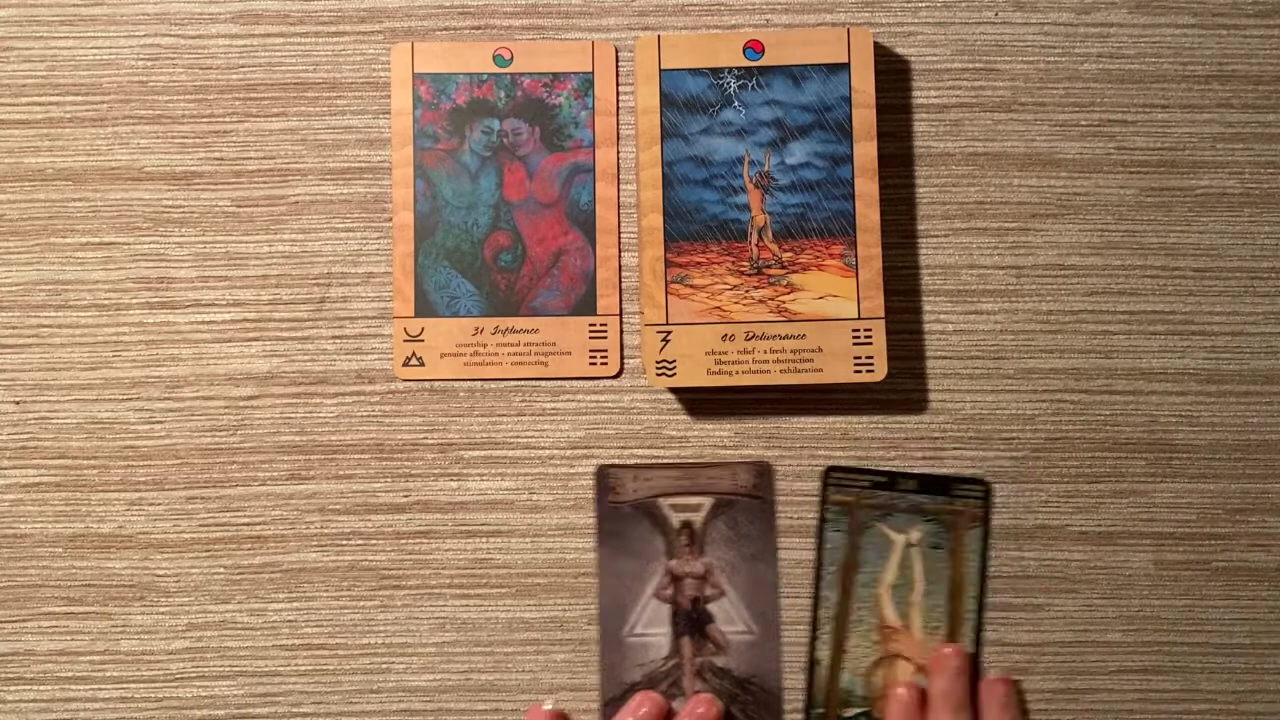 31 Influence
courtship • mutual attraction
genuine affection • natural magnetism
stimulation • connecting
40 Deliverance
release • relief • a fresh approach
liberation from obstruction
finding a solution • exhilaration